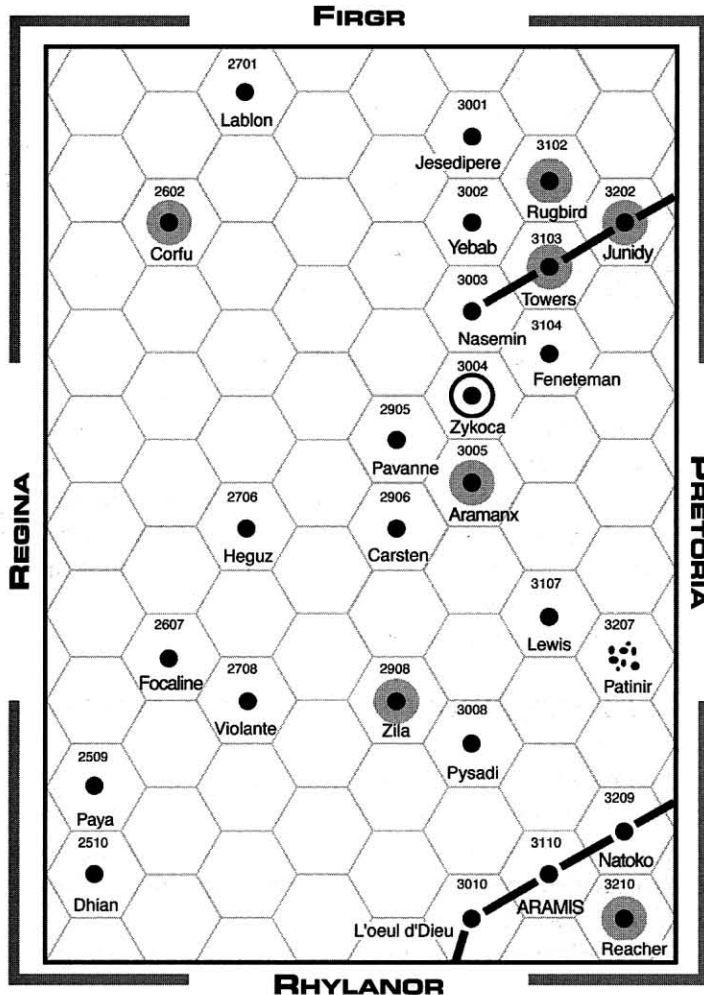 FIRGR
2701
Lablon
3001
Jesedipere
3102
Rugbird
2602
Corfu
3002
Yebab
3202
Junidy
3103
Towers
3003
Nasemin
3104
Feneteman
3004
Zykoca
2905
Pavanne
3005
Aramanx
REGINA
PRETORIA
2706
Heguz
2906
Carsten
3107
Lewis
2607
Focaline
3207
Patinir
2708
Violante
2908
Zila
3008
Pysadi
2509
Paya
3209
Natoko
2510
Dhian
3010
L'oeul d'Dieu
3110
ARAMIS
3210
Reacher
RHYLANOR